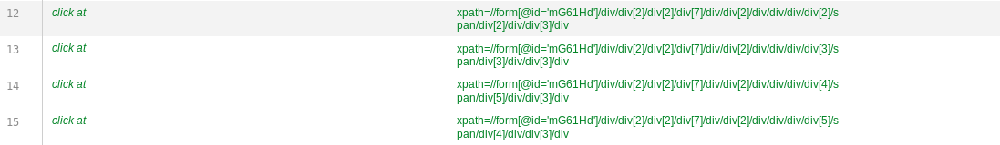 12 click at xpath=//form[@id='mG61Hd']/div/div[2]/div[2]/div[7]/div/div[2]/div/div/div/div[2]/s
pan/div[2]/div/div[3]/div
13 click at xpath=//form[@id='mG61Hd']/div/div[2]/div[2]/div[7]/div/div[2]/div/div/div/div[3]/s
pan/div[3]/div/div[3]/div
14 click at xpath=//form[@id='mG61Hd']/div/div[2]/div[2]/div[7]/div/div[2]/div/div/div/div[4]/s
pan/div[5]/div/div[3]/div
15 click at xpath=//form[@id='mG61Hd']/div/div[2]/div[2]/div[7]/div/div[2]/div/div/div/div[5]/s
pan/div[4]/div/div[3]/div